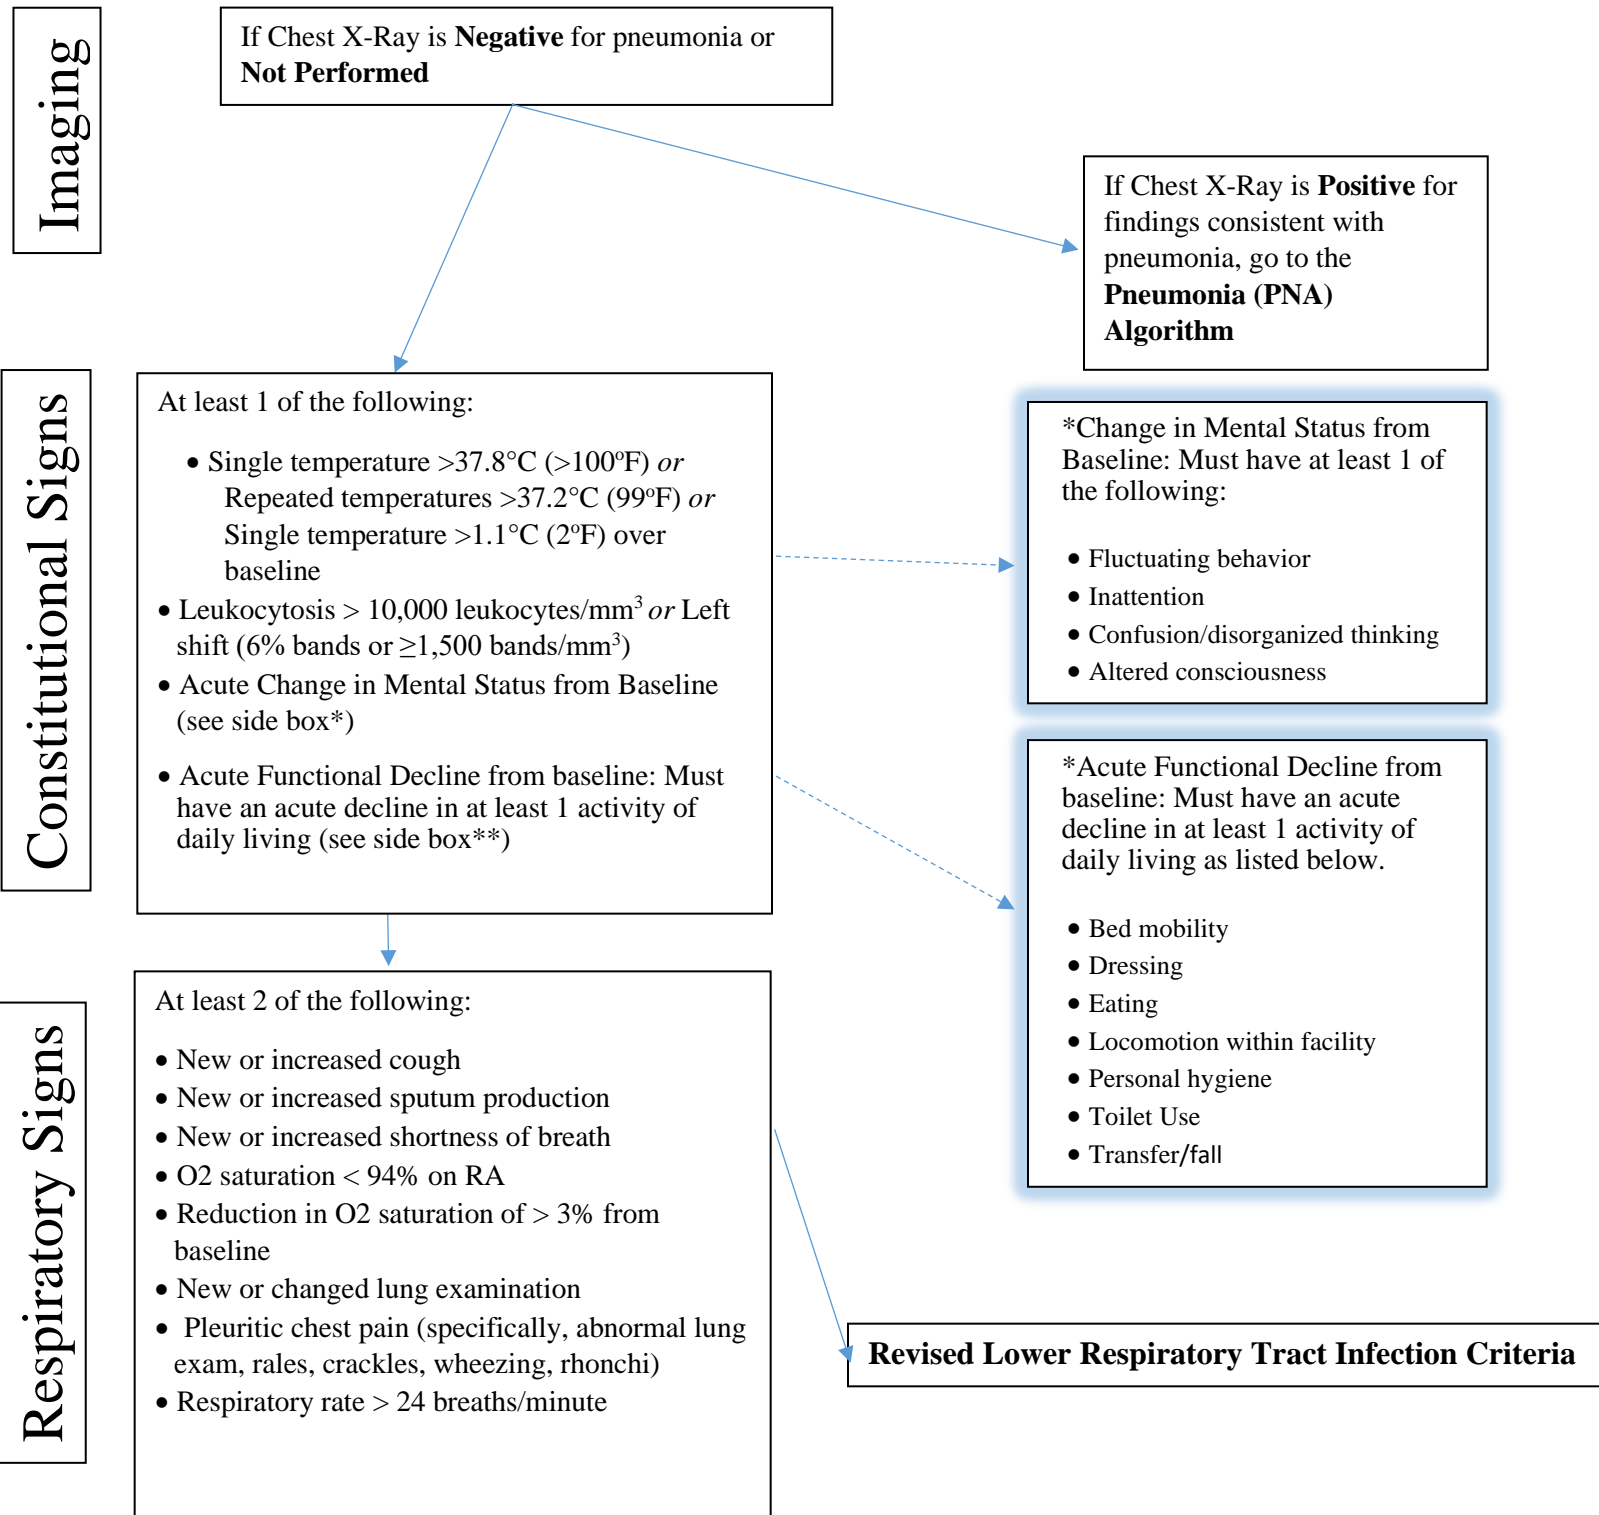 Imaging
If Chest X-Ray is Negative for pneumonia or
Not Performed
If Chest X-Ray is Positive for
findings consistent with
pneumonia, go to the
Pneumonia (PNA)
Algorithm
Constitutional Signs
At least 1 of the following:
• Single temperature >37.8°C (>100ºF) or
Repeated temperatures >37.2°C (99ºF) or
Single temperature >1.1°C (2ºF) over
baseline
• Leukocytosis > 10,000 leukocytes/mm³ or Left
shift (6% bands or ≥1,500 bands/mm³)
• Acute Change in Mental Status from Baseline
(see side box*)
• Acute Functional Decline from baseline: Must
have an acute decline in at least 1 activity of
daily living (see side box**)
*Change in Mental Status from
Baseline: Must have at least 1 of
the following:
• Fluctuating behavior
• Inattention
• Confusion/disorganized thinking
• Altered consciousness
*Acute Functional Decline from
baseline: Must have an acute
decline in at least 1 activity of
daily living as listed below.
• Bed mobility
• Dressing
• Eating
• Locomotion within facility
• Personal hygiene
• Toilet Use
• Transfer/fall
Respiratory Signs
At least 2 of the following:
• New or increased cough
• New or increased sputum production
• New or increased shortness of breath
• O2 saturation < 94% on RA
• Reduction in O2 saturation of > 3% from
baseline
• New or changed lung examination
• Pleuritic chest pain (specifically, abnormal lung
exam, rales, crackles, wheezing, rhonchi)
• Respiratory rate > 24 breaths/minute
Revised Lower Respiratory Tract Infection Criteria